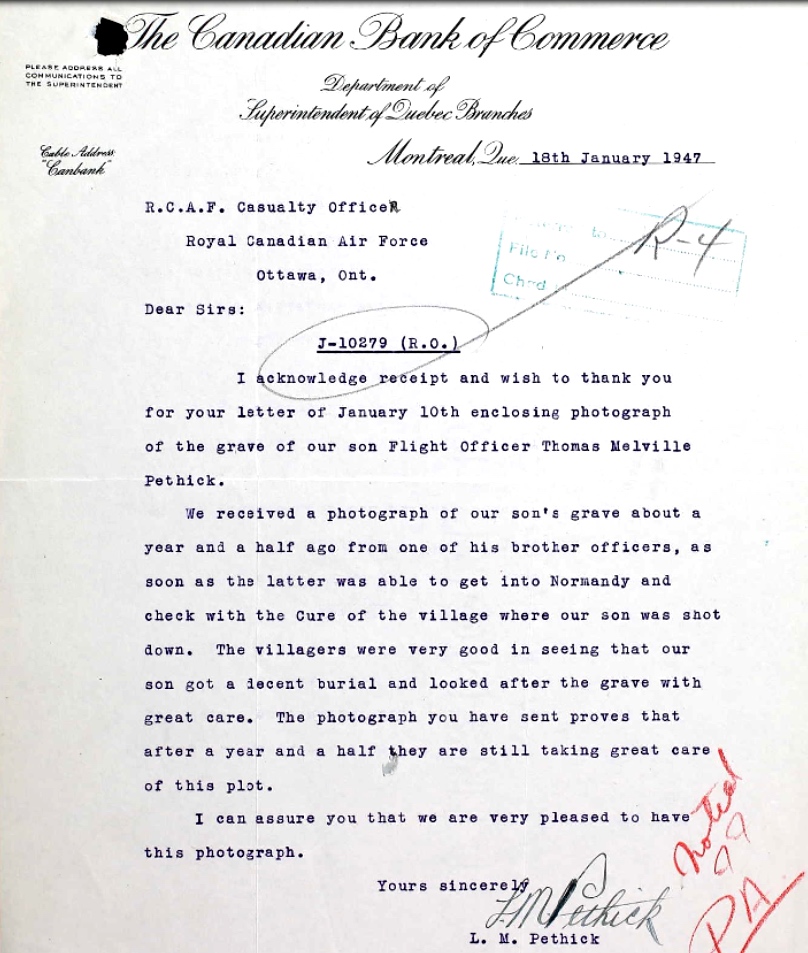 The Canadian Bank of Commerce
PLEASE ADDRESS ALL
COMMUNICATIONS TO
THE SUPERINTENDENT
Department of
Superintendent of Quebec Branches
Cable Address
"Canbank"
Montreal, Que. 18th January 1947
R.C.A.F. Casualty Officer
Royal Canadian Air Force
Ottawa, Ont.
to R-4
File No
Chrd
Dear Sirs:
J-10279 (R.O.)
I acknowledge receipt and wish to thank you
for your letter of January 10th enclosing photograph
of the grave of our son Flight Officer Thomas Melville
Pethick.
We received a photograph of our son's grave about a
year and a half ago from one of his brother officers, as
soon as the latter was able to get into Normandy and
check with the Cure of the village where our son was shot
down. The villagers were very good in seeing that our
son got a decent burial and looked after the grave with
great care. The photograph you have sent proves that
after a year and a half they are still taking great care
of this plot.
I can assure you that we are very pleased to have
this photograph.
Yours sincerely
L.M. Pethick
L. M. Pethick
Noted
PA